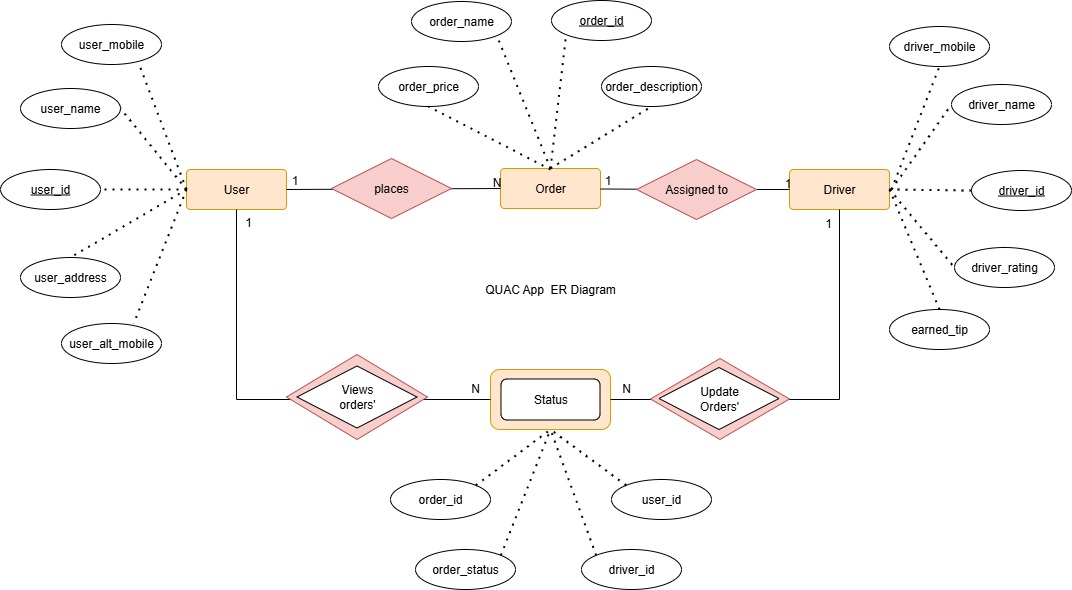 order_name
order_id
user_mobile
driver_mobile
order_price
order_description
user_name
driver_name
user_id
User
1
places
N
Order
1
Assigned to
1
Driver
driver_id
1
1
user_address
driver_rating
QUAC App  ER Diagram
user_alt_mobile
earned_tip
Views
orders'
N
Status
N
Update
Orders'
order_id
user_id
order_status
driver_id